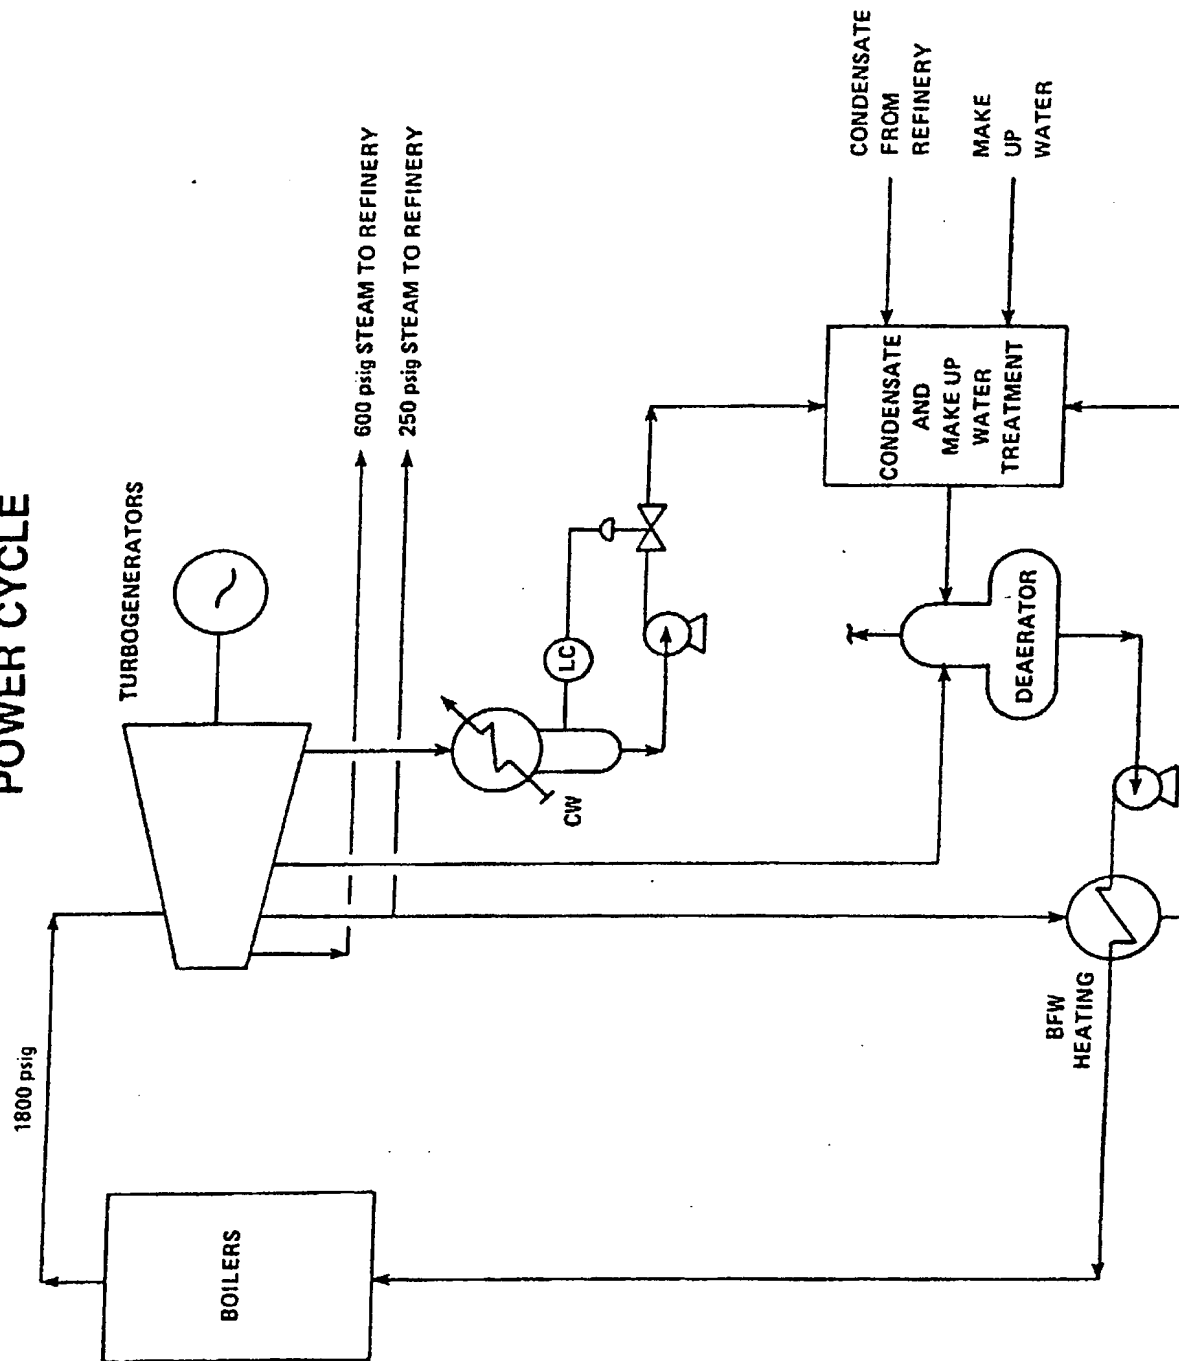 POWER CYCLE
1800 psig
BOILERS
TURBOGENERATORS
600 psig STEAM TO REFINERY
250 psig STEAM TO REFINERY
CW
LC
CONDENSATE
FROM
REFINERY
MAKE
UP
WATER
CONDENSATE
AND
MAKE UP
WATER
TREATMENT
DEAERATOR
BFW
HEATING